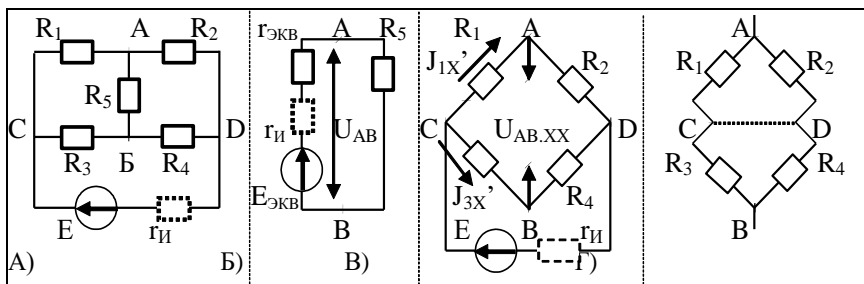 R1 A R2
R5
C D
R3 Б R4
E rИ
А) Б)
rЭКВ A R5
rИ UAB
EЭКВ
B
В)
R1 A
J1X’ R2
C UAB.XX D
J3X’ R4
E B rИ
Г)
A
R1 R2
C D
R3 R4
B